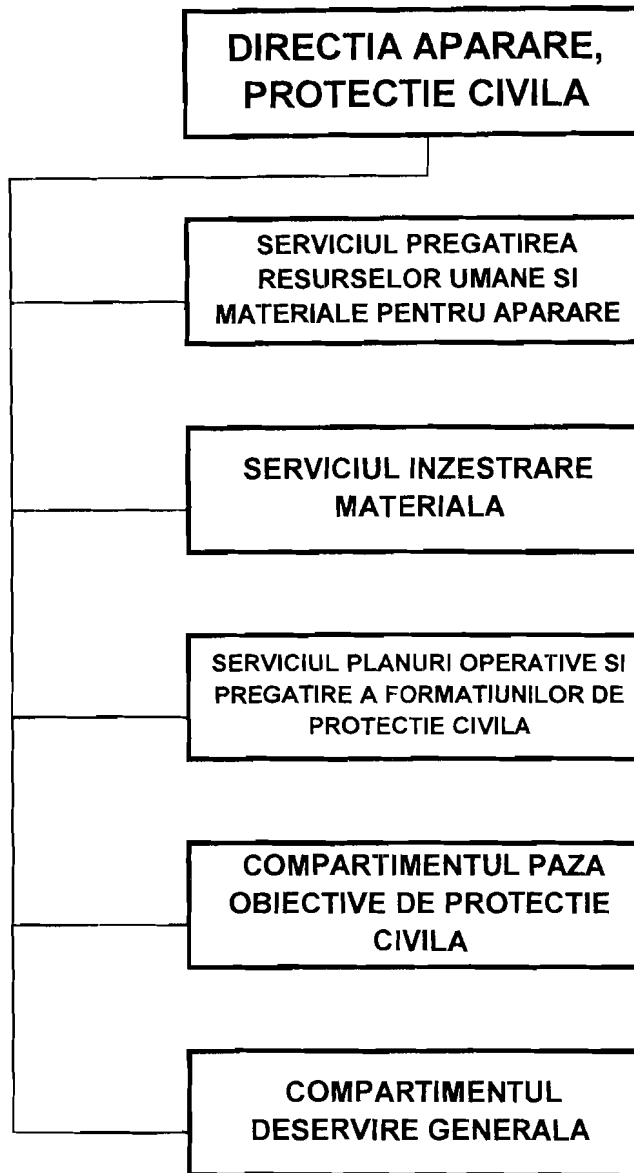 DIRECTIA APARARE,
PROTECTIE CIVILA
SERVICIUL PREGATIREA
RESURSELOR UMANE SI
MATERIALE PENTRU APARARE
SERVICIUL INZESTRARE
MATERIALA
SERVICIUL PLANURI OPERATIVE SI
PREGATIRE A FORMATIUNILOR DE
PROTECTIE CIVILA
COMPARTIMENTUL PAZA
OBIECTIVE DE PROTECTIE
CIVILA
COMPARTIMENTUL
DESERVIRE GENERALA